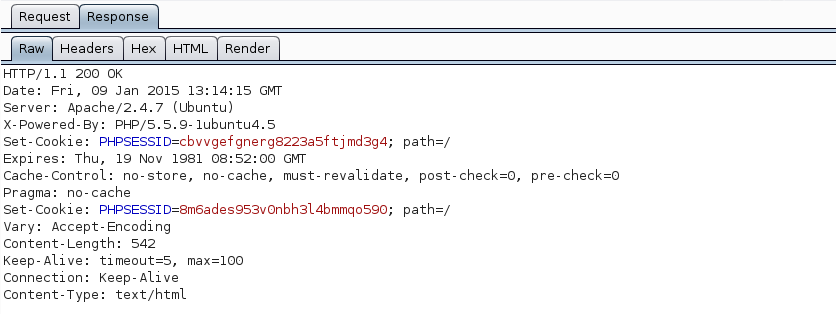 Request Response
Raw Headers Hex HTML Render
HTTP/1.1 200 OK
Date: Fri, 09 Jan 2015 13:14:15 GMT
Server: Apache/2.4.7 (Ubuntu)
X-Powered-By: PHP/5.5.9-1ubuntu4.5
Set-Cookie: PHPSESSID=cbvvgefgnerg8223a5ftjmd3g4; path=/
Expires: Thu, 19 Nov 1981 08:52:00 GMT
Cache-Control: no-store, no-cache, must-revalidate, post-check=0, pre-check=0
Pragma: no-cache
Set-Cookie: PHPSESSID=8m6ades953v0nbh3l4bmmqo590; path=/
Vary: Accept-Encoding
Content-Length: 542
Keep-Alive: timeout=5, max=100
Connection: Keep-Alive
Content-Type: text/html